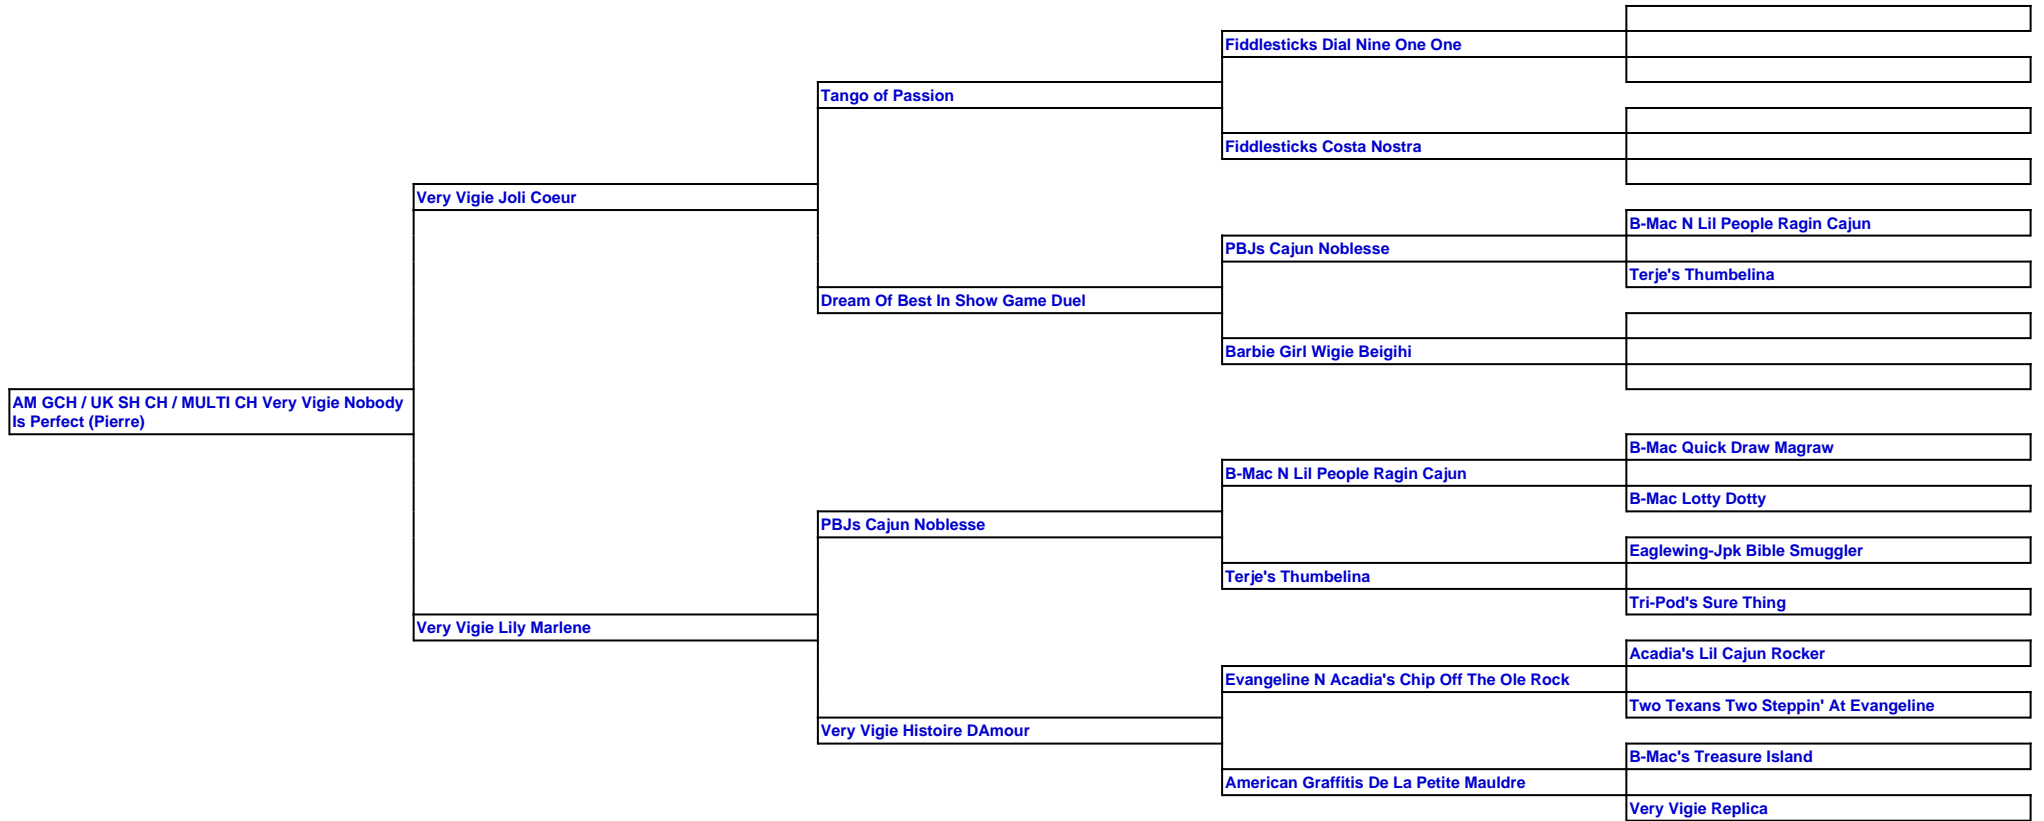 Fiddlesticks Dial Nine One One
Tango of Passion
Fiddlesticks Costa Nostra
Very Vigie Joli Coeur
B-Mac N Lil People Ragin Cajun
PBJs Cajun Noblesse
Terje's Thumbelina
Dream Of Best In Show Game Duel
Barbie Girl Wigie Beigihi
AM GCH / UK SH CH / MULTI CH Very Vigie Nobody
Is Perfect (Pierre)
B-Mac Quick Draw Magraw
B-Mac N Lil People Ragin Cajun
B-Mac Lotty Dotty
PBJs Cajun Noblesse
Eaglewing-Jpk Bible Smuggler
Terje's Thumbelina
Tri-Pod's Sure Thing
Very Vigie Lily Marlene
Acadia's Lil Cajun Rocker
Evangeline N Acadia's Chip Off The Ole Rock
Two Texans Two Steppin' At Evangeline
Very Vigie Histoire DAmour
B-Mac's Treasure Island
American Graffitis De La Petite Mauldre
Very Vigie Replica